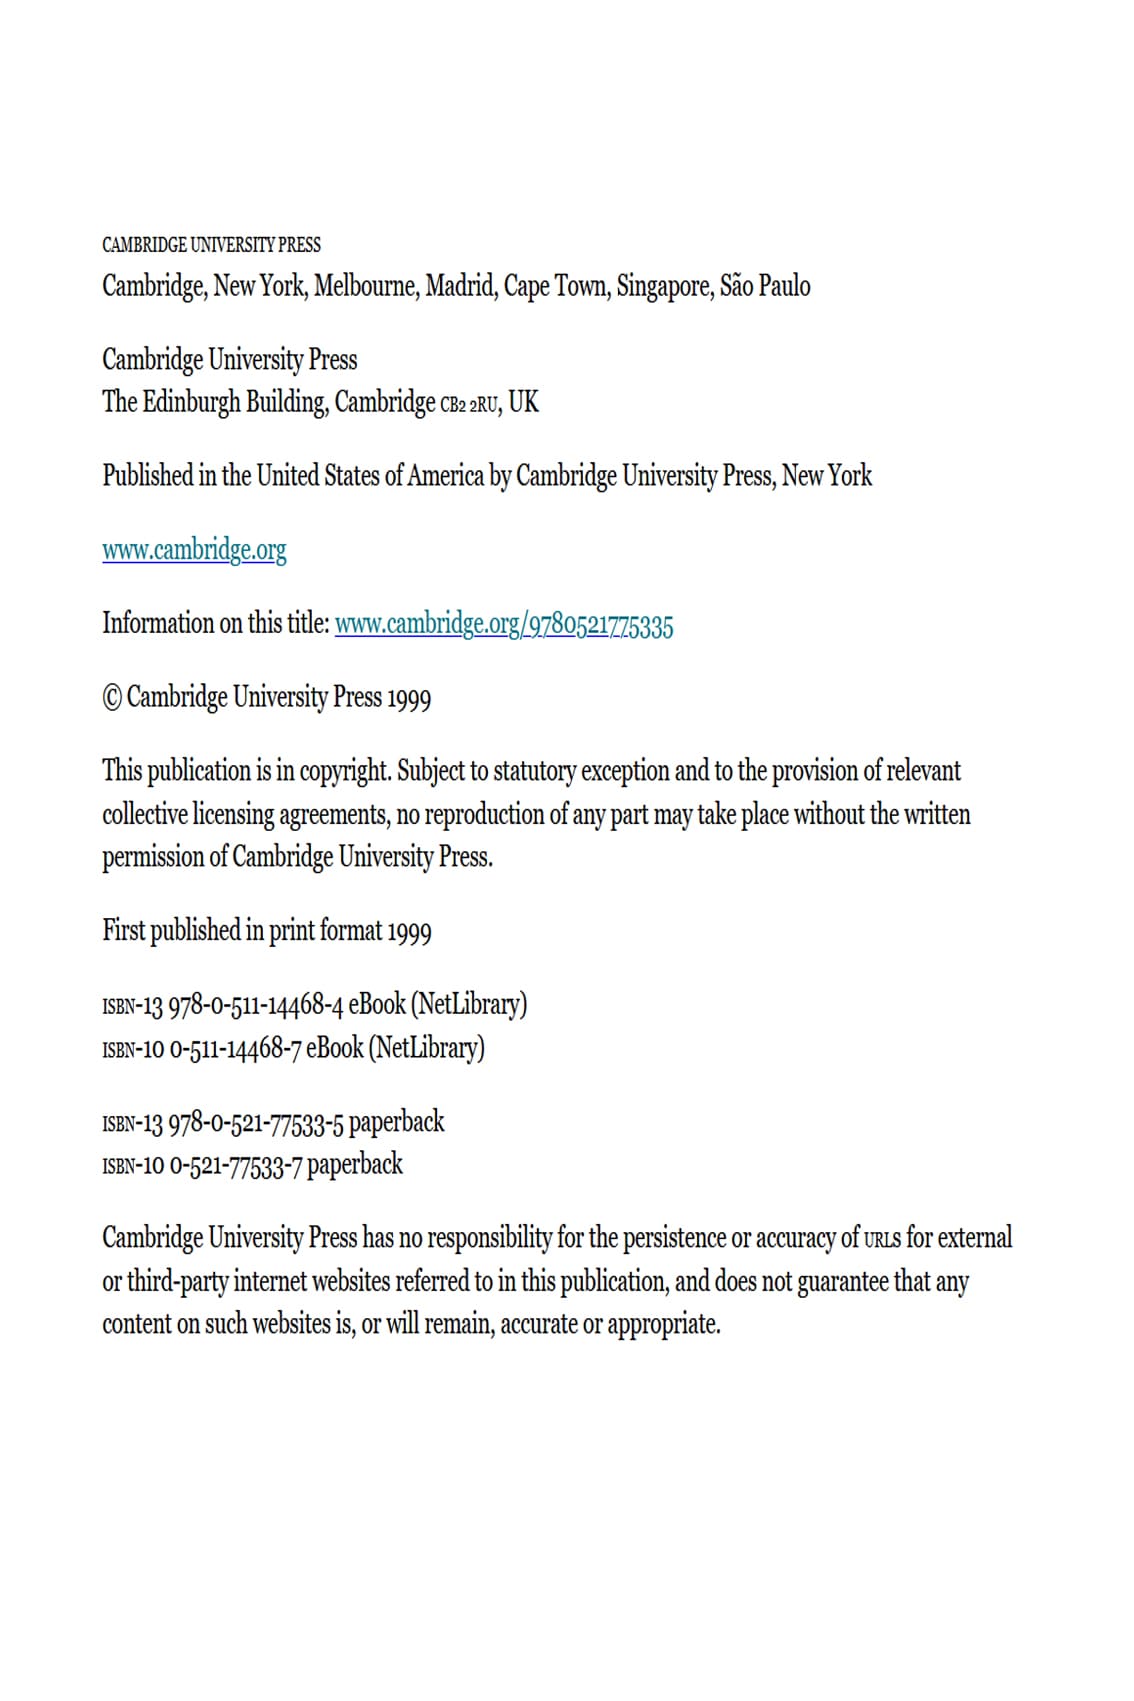 CAMBRIDGE UNIVERSITY PRESS
Cambridge, New York, Melbourne, Madrid, Cape Town, Singapore, São Paulo
Cambridge University Press
The Edinburgh Building, Cambridge CB2 2RU, UK
Published in the United States of America by Cambridge University Press, New York
www.cambridge.org
Information on this title: www.cambridge.org/9780521775335
© Cambridge University Press 1999
This publication is in copyright. Subject to statutory exception and to the provision of relevant
collective licensing agreements, no reproduction of any part may take place without the written
permission of Cambridge University Press.
First published in print format 1999
ISBN-13 978-0-511-14468-4 eBook (NetLibrary)
ISBN-10 0-511-14468-7 eBook (NetLibrary)
ISBN-13 978-0-521-77533-5 paperback
ISBN-10 0-521-77533-7 paperback
Cambridge University Press has no responsibility for the persistence or accuracy of URLs for external
or third-party internet websites referred to in this publication, and does not guarantee that any
content on such websites is, or will remain, accurate or appropriate.